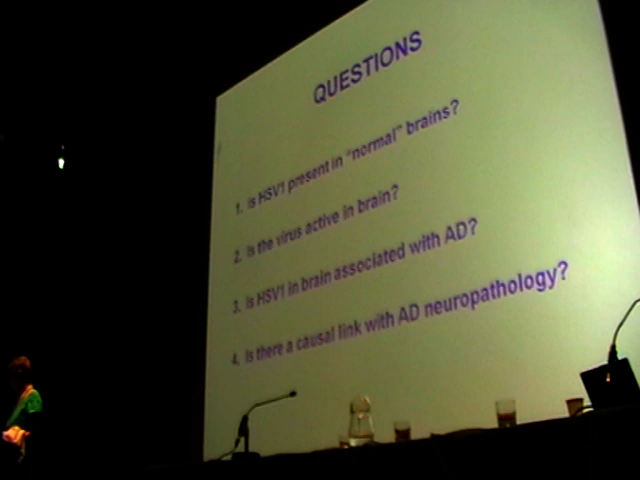 QUESTIONS
1. Is HSV1 present in "normal" brains?
2. Is the virus active in brain?
3. Is HSV1 in brain associated with AD?
4. Is there a causal link with AD neuropathology?